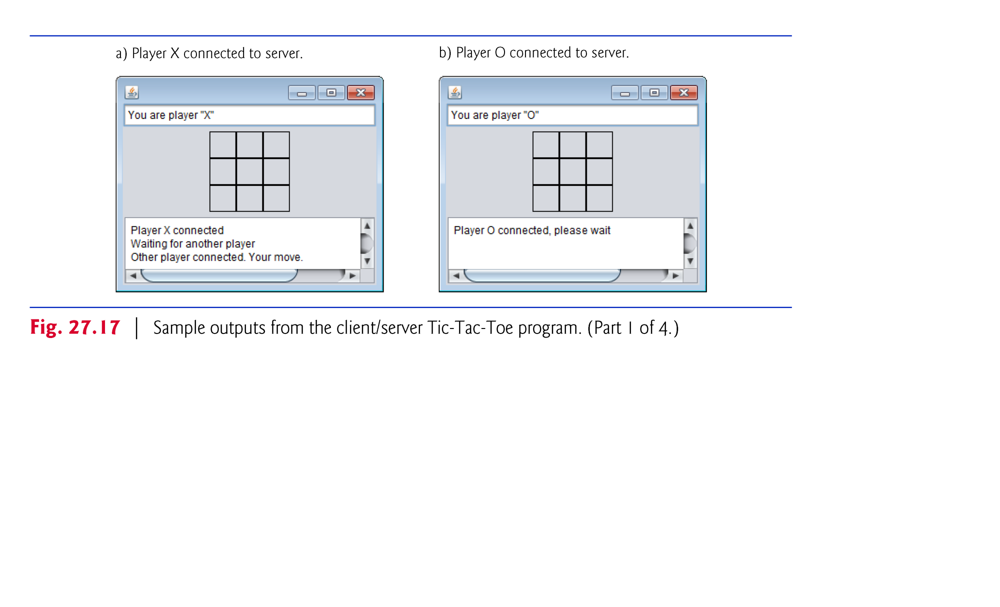 a) Player X connected to server.
b) Player O connected to server.
You are player "X"
Player X connected
Waiting for another player
Other player connected. Your move.
You are player "O"
Player O connected, please wait
Fig. 27.17 | Sample outputs from the client/server Tic-Tac-Toe program. (Part 1 of 4.)